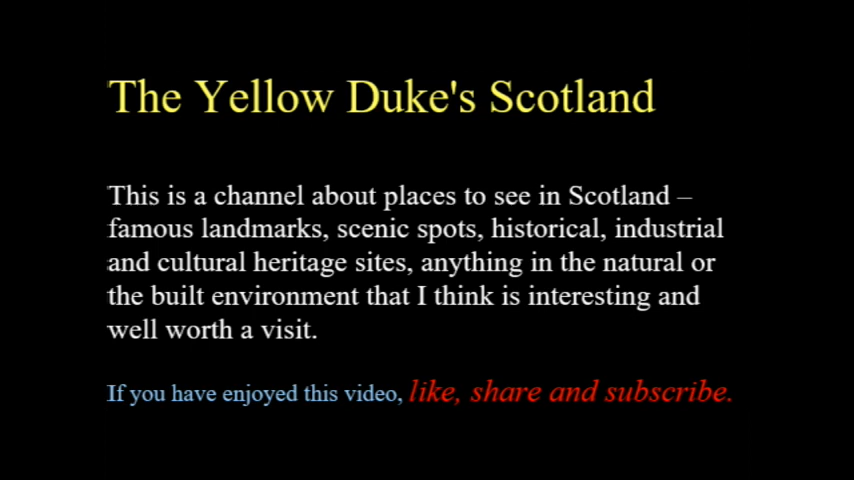 The Yellow Duke's Scotland
This is a channel about places to see in Scotland –
famous landmarks, scenic spots, historical, industrial
and cultural heritage sites, anything in the natural or
the built environment that I think is interesting and
well worth a visit.
If you have enjoyed this video, like, share and subscribe.